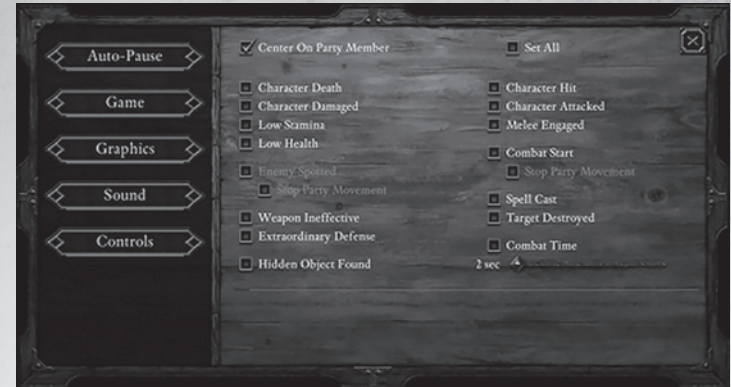 Auto-Pause
Game
Graphics
Sound
Controls
Center On Party Member
Set All
Character Death
Character Damaged
Low Stamina
Low Health
Enemy Spotted
Stop Party Movement
Weapon Ineffective
Extraordinary Defense
Hidden Object Found
Character Hit
Character Attacked
Melee Engaged
Combat Start
Stop Party Movement
Spell Cast
Target Destroyed
Combat Time
2 sec